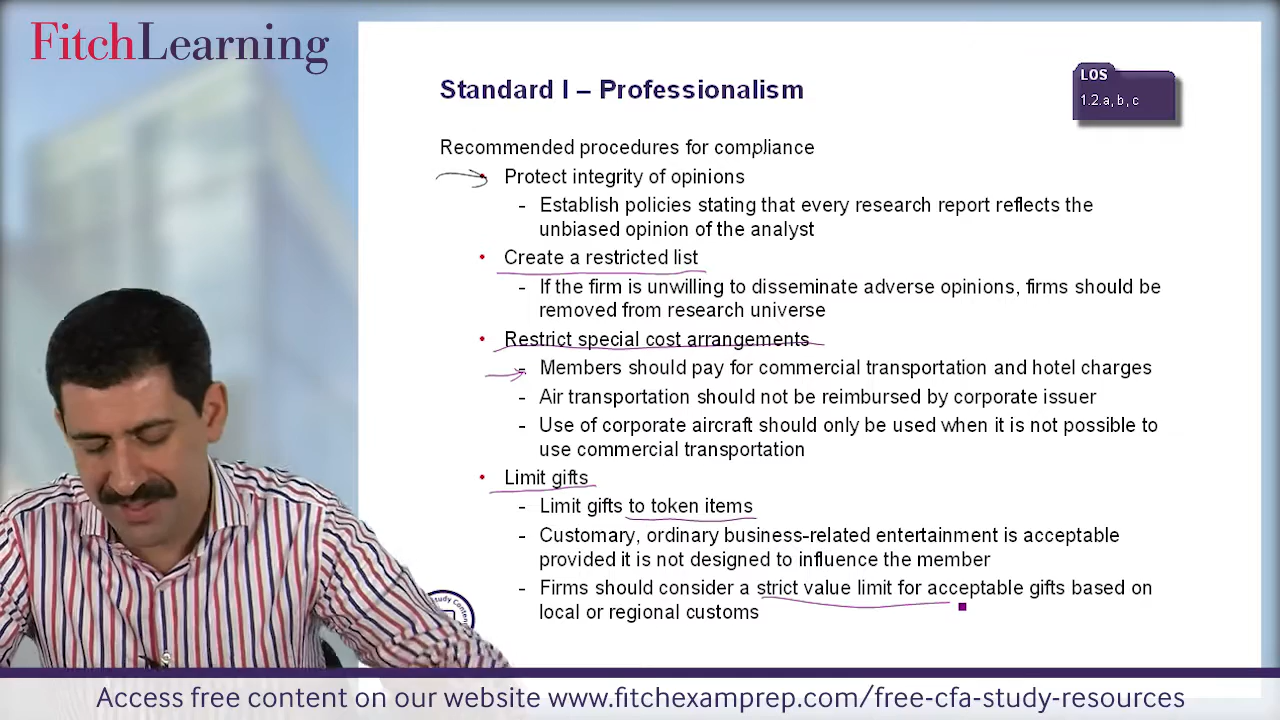 FitchLearning
Standard I – Professionalism
LOS
1.2.a, b, c
Recommended procedures for compliance
• Protect integrity of opinions
- Establish policies stating that every research report reflects the
unbiased opinion of the analyst
• Create a restricted list
- If the firm is unwilling to disseminate adverse opinions, firms should be
removed from research universe
• Restrict special cost arrangements
- Members should pay for commercial transportation and hotel charges
- Air transportation should not be reimbursed by corporate issuer
- Use of corporate aircraft should only be used when it is not possible to
use commercial transportation
• Limit gifts
- Limit gifts to token items
- Customary, ordinary business-related entertainment is acceptable
provided it is not designed to influence the member
- Firms should consider a strict value limit for acceptable gifts based on
local or regional customs
Access free content on our website www.fitchexamprep.com/free-cfa-study-resources